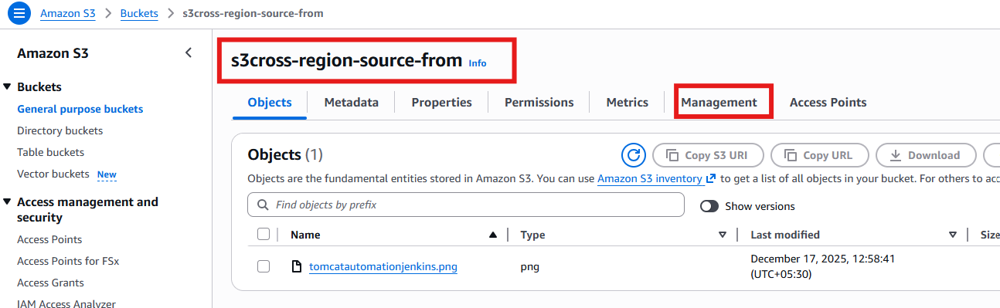 Amazon S3 > Buckets > s3cross-region-source-from
Amazon S3
Buckets
General purpose buckets
Directory buckets
Table buckets
Vector buckets New
Access management and
security
Access Points
Access Points for FSx
Access Grants
IAM Access Analyzer
s3cross-region-source-from Info
Objects Metadata Properties Permissions Metrics Management Access Points
Objects (1)
Copy S3 URI Copy URL Download
Objects are the fundamental entities stored in Amazon S3. You can use Amazon S3 inventory to get a list of all objects in your bucket. For others to acc
Find objects by prefix Show versions
Name Type Last modified Size
tomcatautomationjenkins.png png December 17, 2025, 12:58:41
(UTC+05:30)